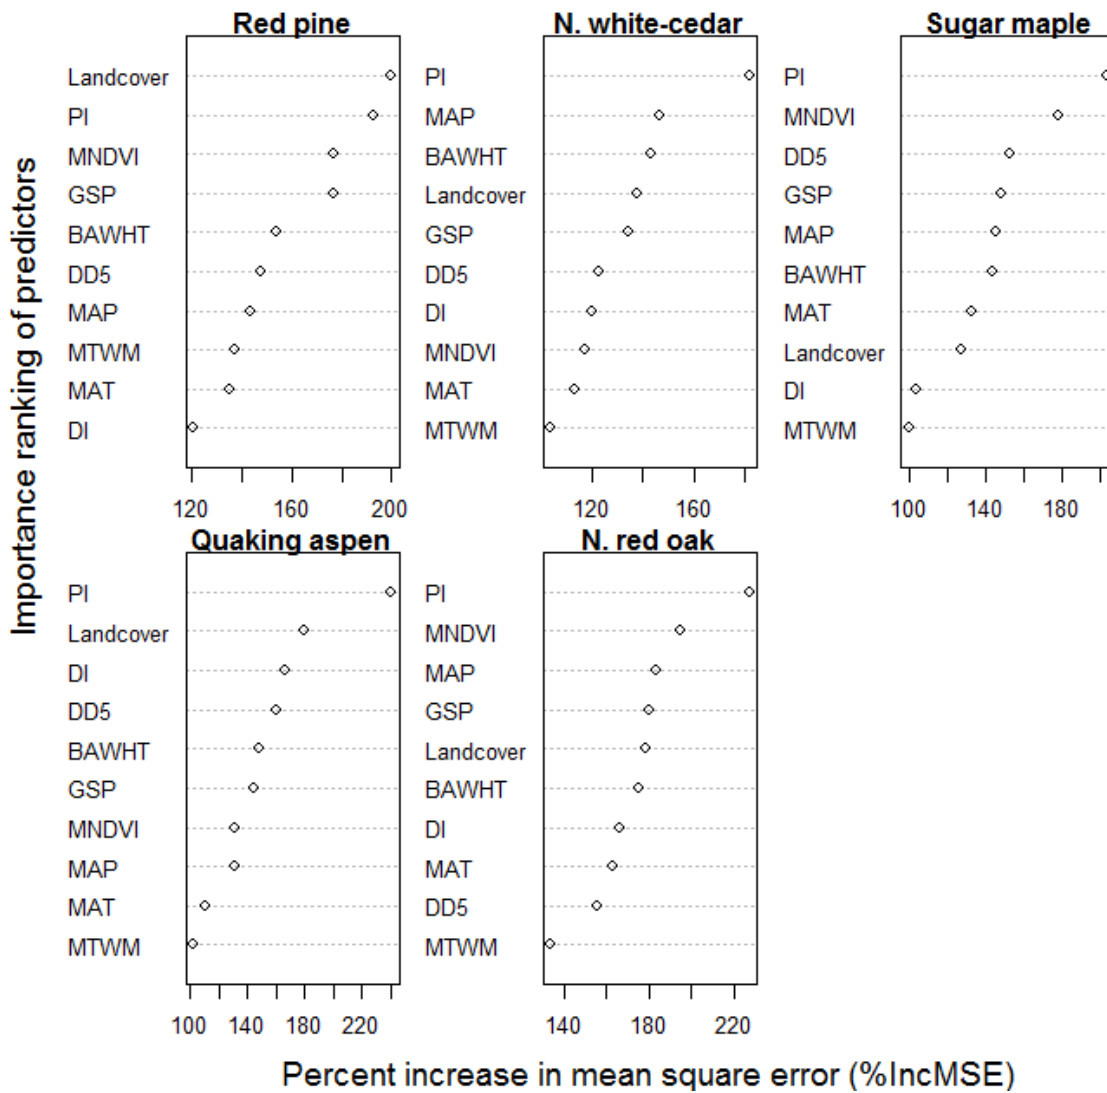 Red pine
N. white-cedar
Sugar maple
Importance ranking of predictors
Landcover
PI
MNDVI
GSP
BAWHT
DD5
MAP
MTWM
MAT
DI
120 160 200
PI
MAP
BAWHT
Landcover
GSP
DD5
DI
MNDVI
MAT
MTWM
120 160
PI
MNDVI
DD5
GSP
MAP
BAWHT
MAT
Landcover
DI
MTWM
100 140 180
Quaking aspen
PI
Landcover
DI
DD5
BAWHT
GSP
MNDVI
MAP
MAT
MTWM
100 140 180 220
N. red oak
PI
MNDVI
MAP
GSP
Landcover
BAWHT
DI
MAT
DD5
MTWM
140 180 220
Percent increase in mean square error (%IncMSE)